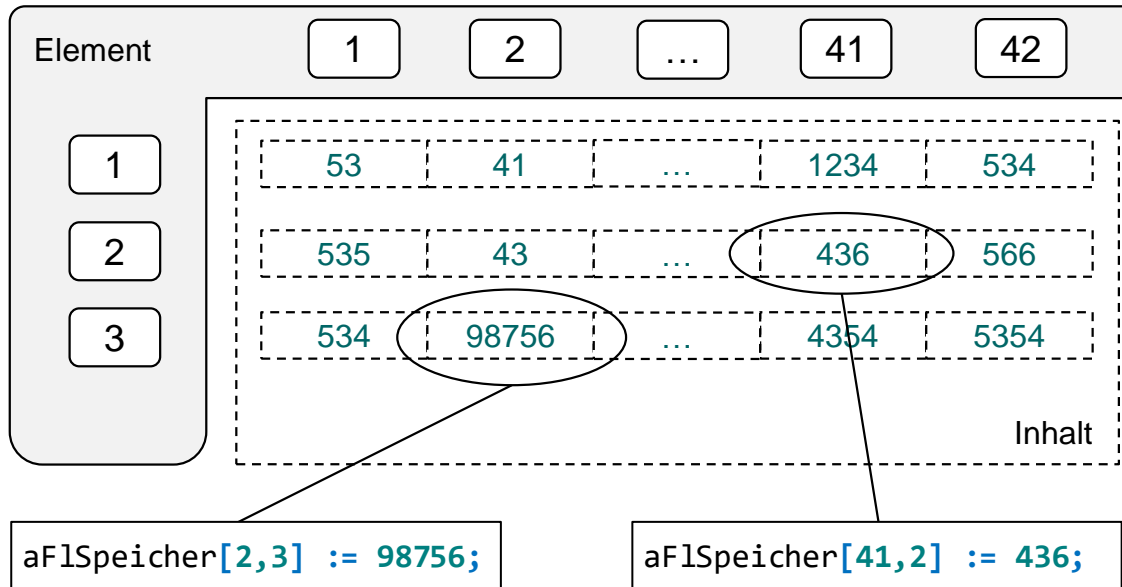 Element 1 2 … 41 42
1 53 41 … 1234 534
2 535 43 … 436 566
3 534 98756 … 4354 5354
Inhalt
aFlSpeicher[2,3] := 98756;
aFlSpeicher[41,2] := 436;